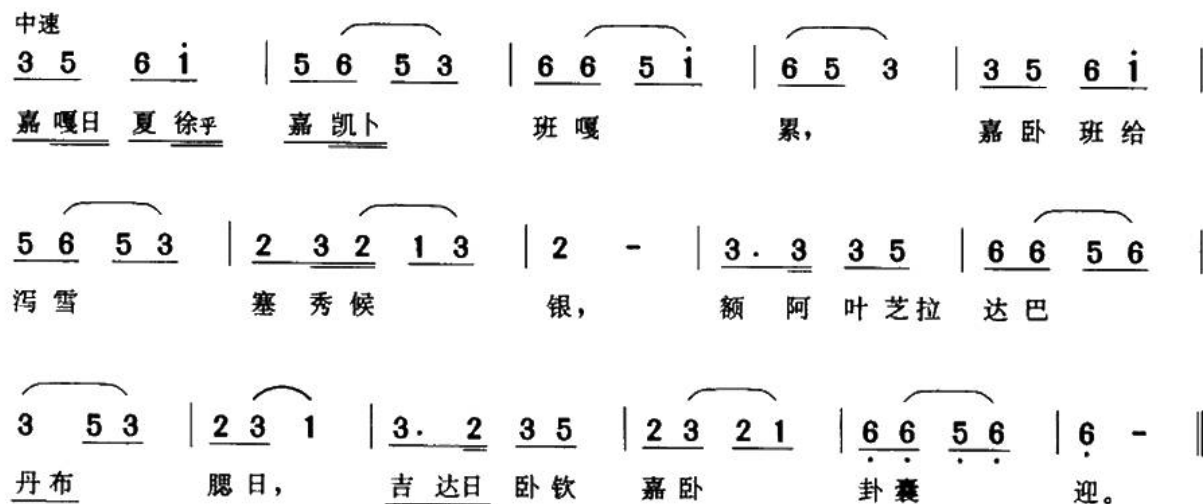 中速
3 5 6 i̇ | 5 6 5 3 | 6 6 5 i̇ | 6 5 3 | 3 5 6 i̇ |
嘉 嘎日 夏 徐乎 嘉 凯卜 班 嘎 累， 嘉 卧 班 给
5 6 5 3 | 2 3 2 1 3 | 2 - | 3. 3 3 5 | 6 6 5 6 |
泻 雪 塞 秀 候 银， 额 阿 叶 芝 拉 达 巴
3 5 3 | 2 3 1 | 3. 2 3 5 | 2 3 2 1 | 6̣ 6̣ 5̣ 6̣ | 6̣ - ‖
丹 布 腮 日， 吉 达日 卧 钦 嘉 卧 卦 囊 迎。